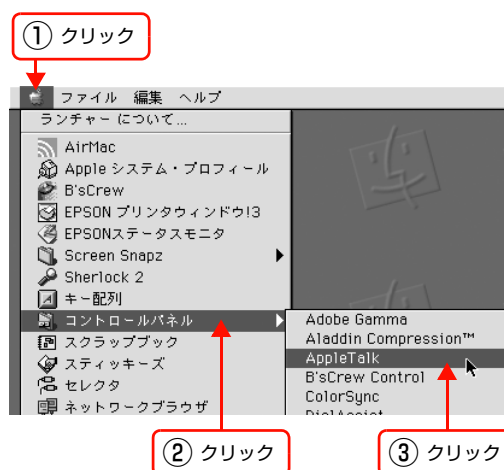 ① クリック
ファイル 編集 ヘルプ
ランチャー について...
AirMac
Apple システム・プロフィール
B'sCrew
EPSON プリンタウィンドウ!3
EPSONステータスモニタ
Screen Snapz
Sherlock 2
キー配列
コントロールパネル
スクラップブック
スティッキーズ
セレクタ
ネットワークブラウザ
Adobe Gamma
Aladdin Compression™
AppleTalk
B'sCrew Control
ColorSync
DialAssist
② クリック
③ クリック